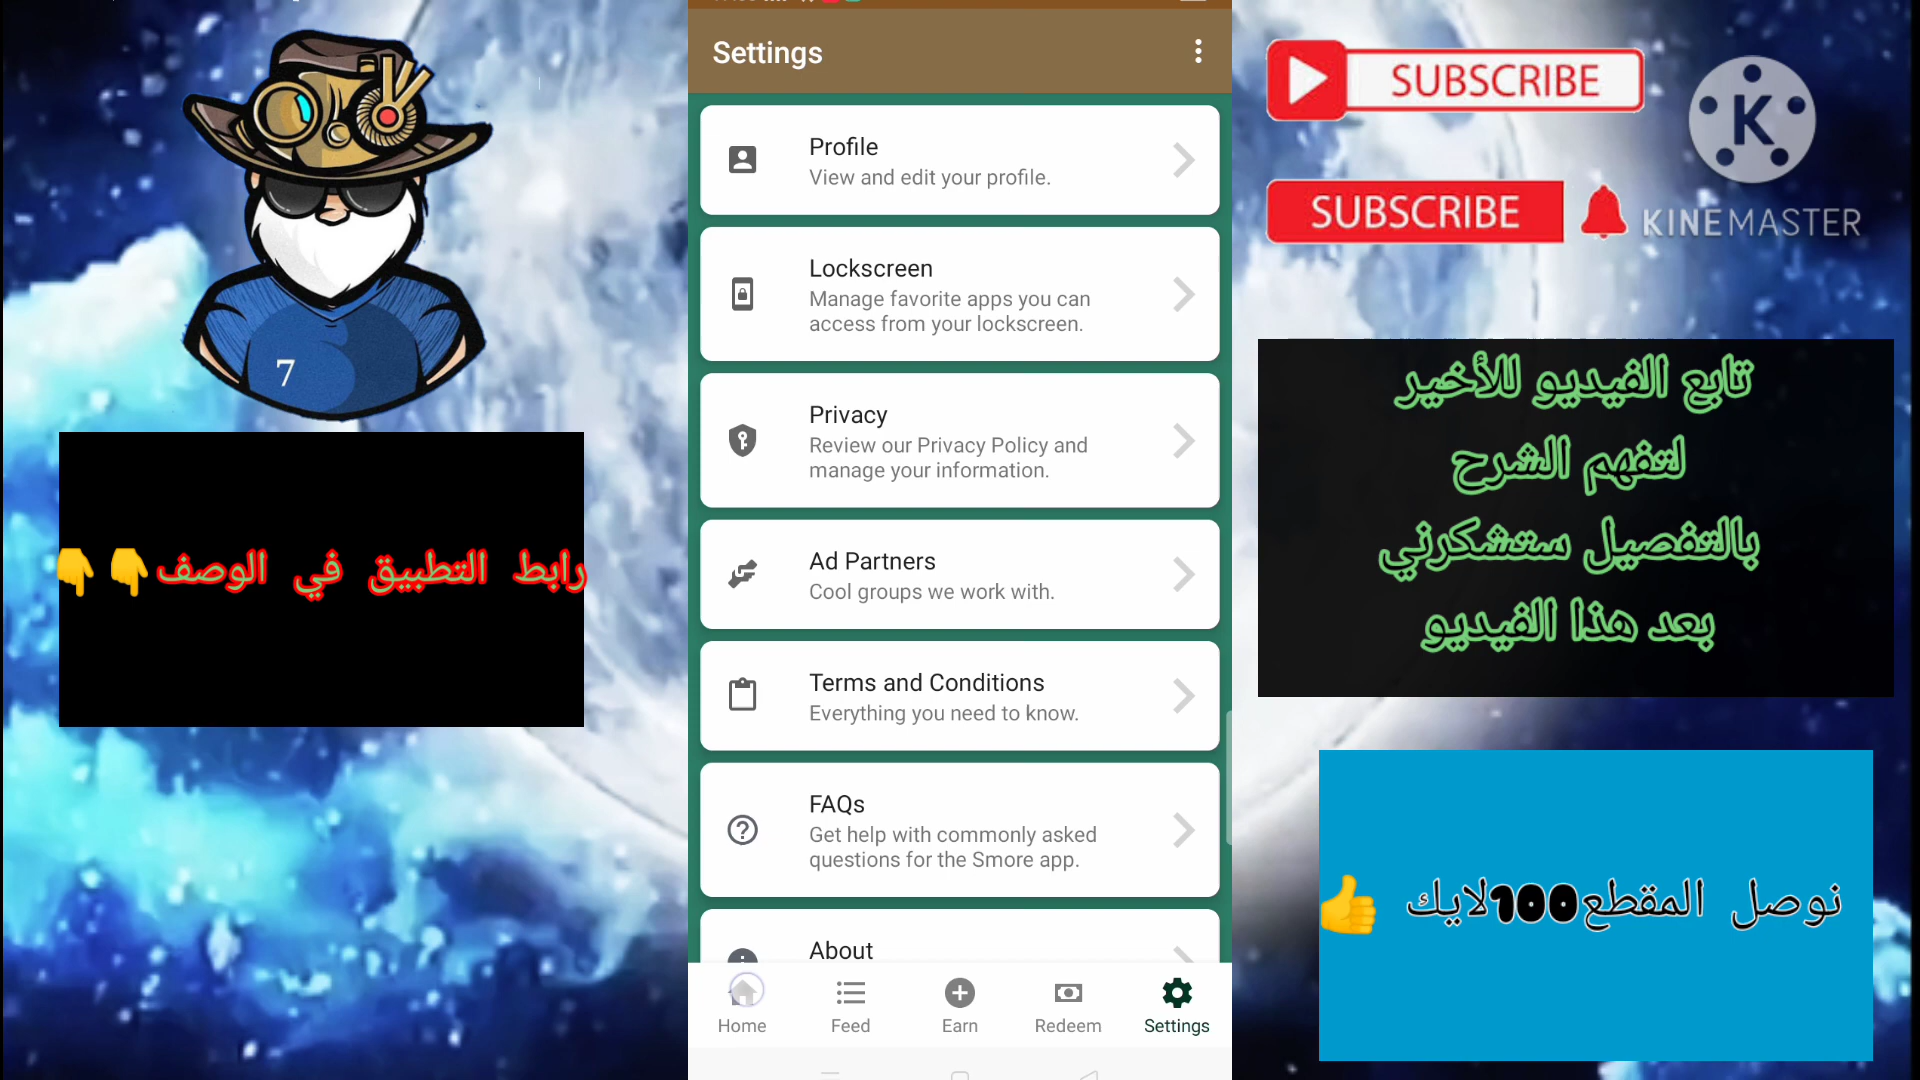 7
رابط التطبيق في الوصف👇👇
Settings
Profile
View and edit your profile.
Lockscreen
Manage favorite apps you can
access from your lockscreen.
Privacy
Review our Privacy Policy and
manage your information.
Ad Partners
Cool groups we work with.
Terms and Conditions
Everything you need to know.
FAQs
Get help with commonly asked
questions for the Smore app.
About
Home
Feed
Earn
Redeem
Settings
SUBSCRIBE
SUBSCRIBE
K
KINEMASTER
تابع الفيديو للأخير
لتفهم الشرح
بالتفصيل ستشكرني
بعد هذا الفيديو
نوصل المقطع100لايك 👍